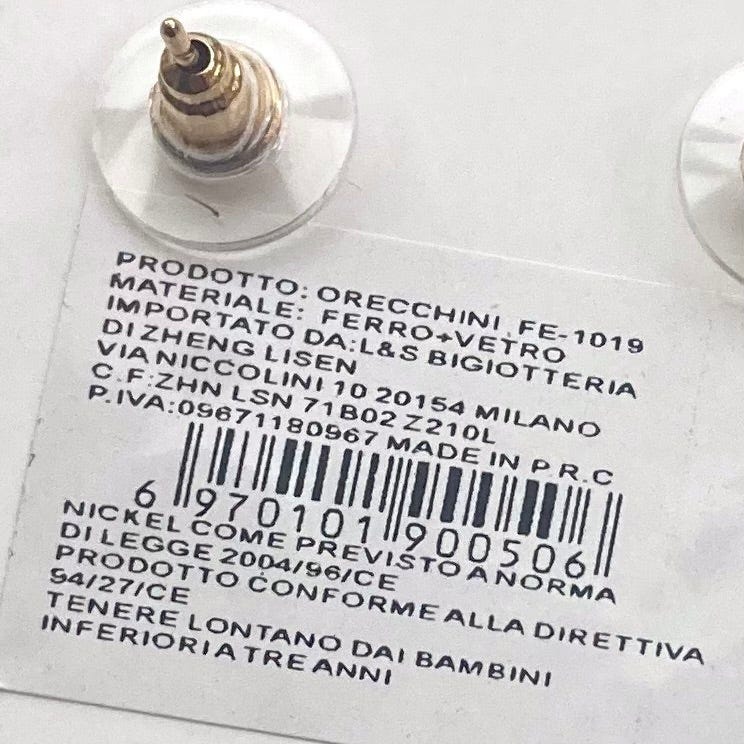 PRODOTTO: ORECCHINI FE-1019
MATERIALE: FERRO+VETRO
IMPORTATO DA:L&S BIGIOTTERIA
DI ZHENG LISEN
VIA NICCOLINI 10 20154 MILANO
C.F:ZHN LSN 71B02 Z210L
P.IVA:09671180967 MADE IN P.R.C
6 970101 900506
NICKEL COME PREVISTO A NORMA
DI LEGGE 2004/96/CE
PRODOTTO CONFORME ALLA DIRETTIVA
94/27/CE
TENERE LONTANO DAI BAMBINI
INFERIORI A TRE ANNI